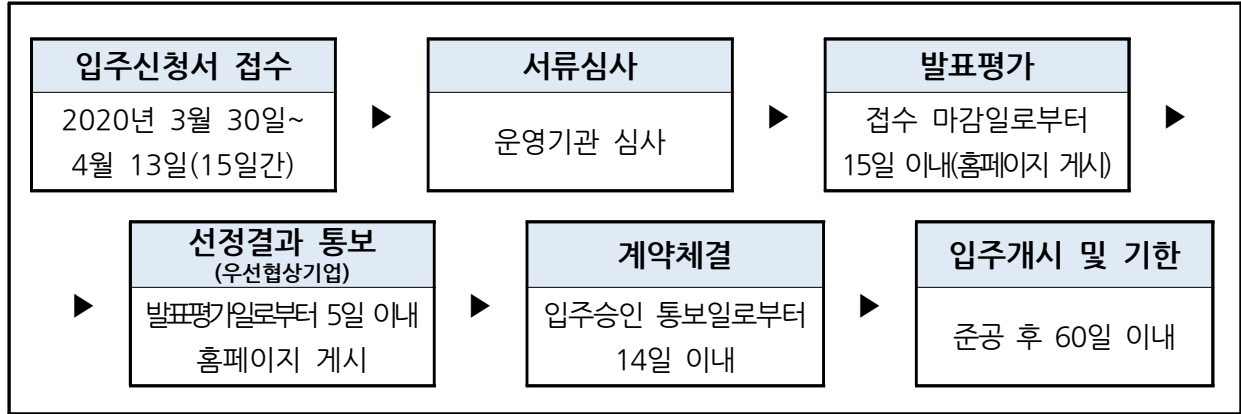 입주신청서 접수
2020년 3월 30일~
4월 13일(15일간)
▶
서류심사
운영기관 심사
▶
발표평가
접수 마감일로부터
15일 이내(홈페이지 게시)
▶
▶
선정결과 통보
(우선협상기업)
발표평가일로부터 5일 이내
홈페이지 게시
▶
계약체결
입주승인 통보일로부터
14일 이내
▶
입주개시 및 기한
준공 후 60일 이내